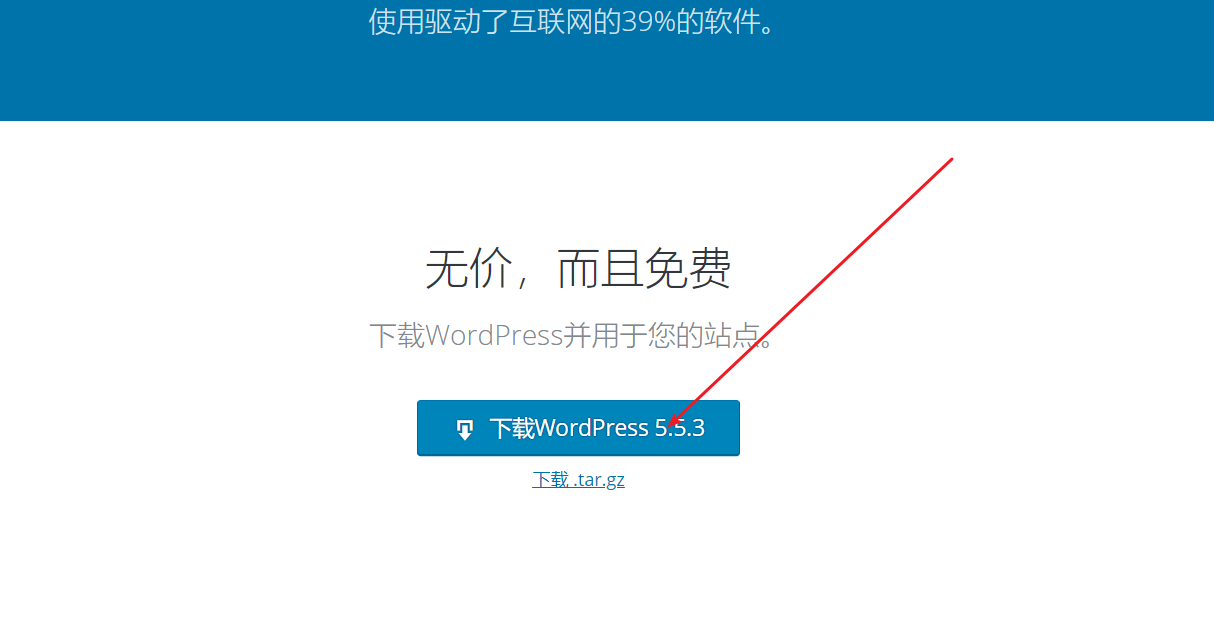 使用驱动了互联网的39%的软件。
无价，而且免费
下载WordPress并用于您的站点。
下载WordPress 5.5.3
下载 .tar.gz